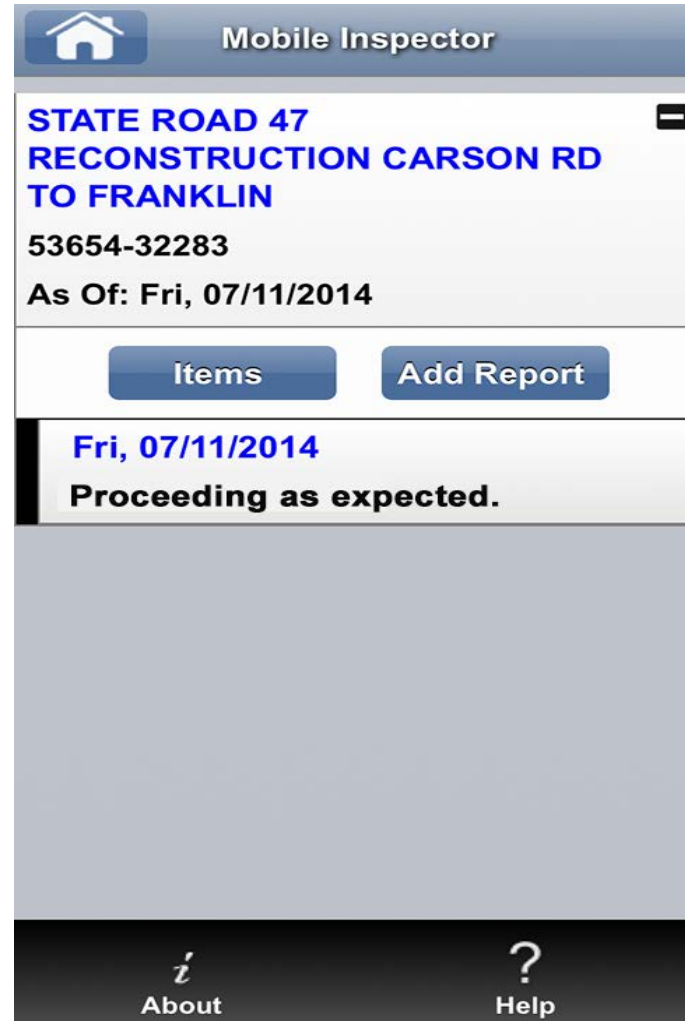 Mobile Inspector
STATE ROAD 47
RECONSTRUCTION CARSON RD
TO FRANKLIN
53654-32283
As Of: Fri, 07/11/2014
Items Add Report
Fri, 07/11/2014
Proceeding as expected.
i ?
About Help